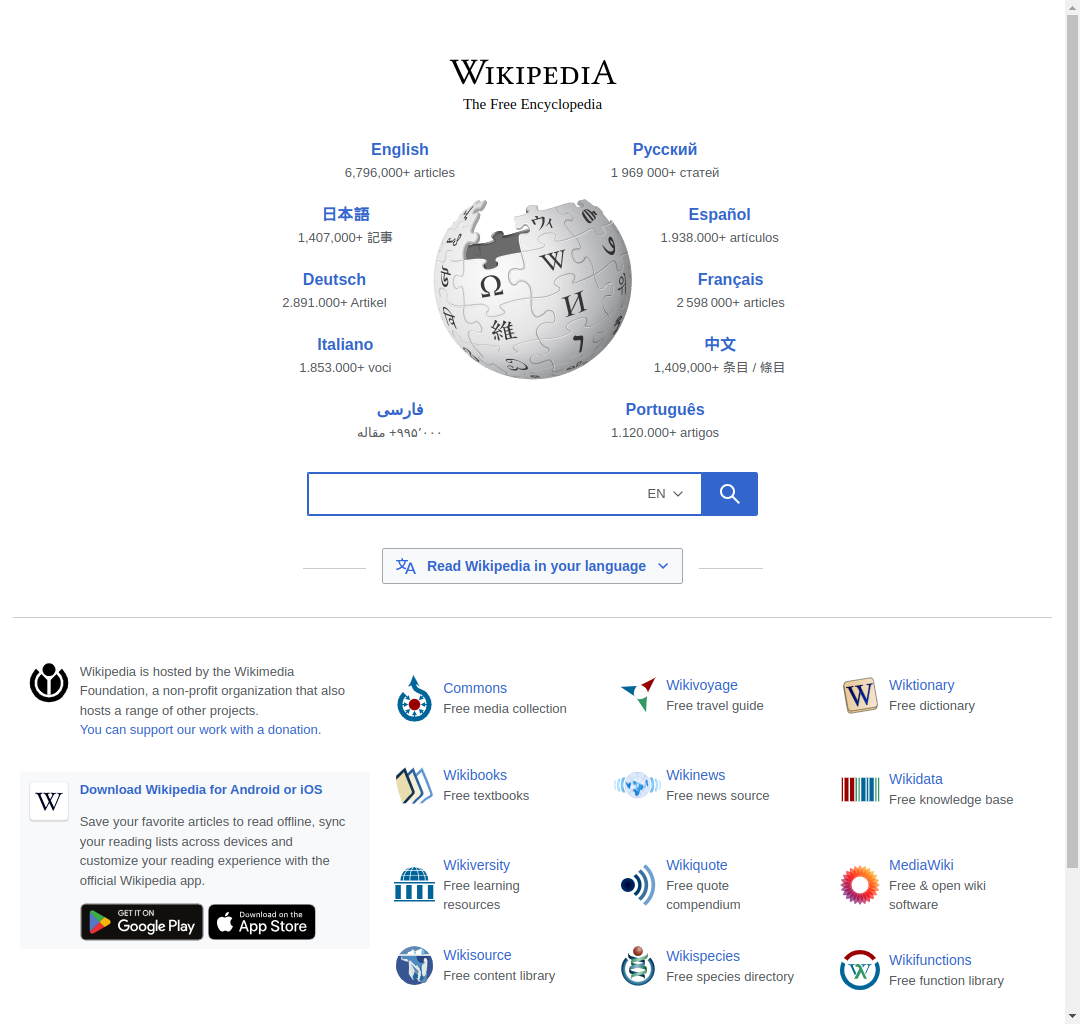 WIKIPEDIA
The Free Encyclopedia
English
6,796,000+ articles
Русский
1 969 000+ статей
日本語
1,407,000+ 記事
Español
1.938.000+ artículos
Deutsch
2.891.000+ Artikel
Français
2 598 000+ articles
Italiano
1.853.000+ voci
中文
1,409,000+ 条目 / 條目
فارسی
۹۹۵٬۰۰۰+ مقاله
Português
1.120.000+ artigos
Ω W И 維 ウィ ו
EN
Read Wikipedia in your language
Wikipedia is hosted by the Wikimedia
Foundation, a non-profit organization that also
hosts a range of other projects.
You can support our work with a donation.
W
Download Wikipedia for Android or iOS
Save your favorite articles to read offline, sync
your reading lists across devices and
customize your reading experience with the
official Wikipedia app.
GET IT ON
Google Play
Download on the
App Store
Commons
Free media collection
Wikivoyage
Free travel guide
W
Wiktionary
Free dictionary
Wikibooks
Free textbooks
Wikinews
Free news source
Wikidata
Free knowledge base
Wikiversity
Free learning
resources
Wikiquote
Free quote
compendium
MediaWiki
Free & open wiki
software
Wikisource
Free content library
Wikispecies
Free species directory
Wikifunctions
Free function library